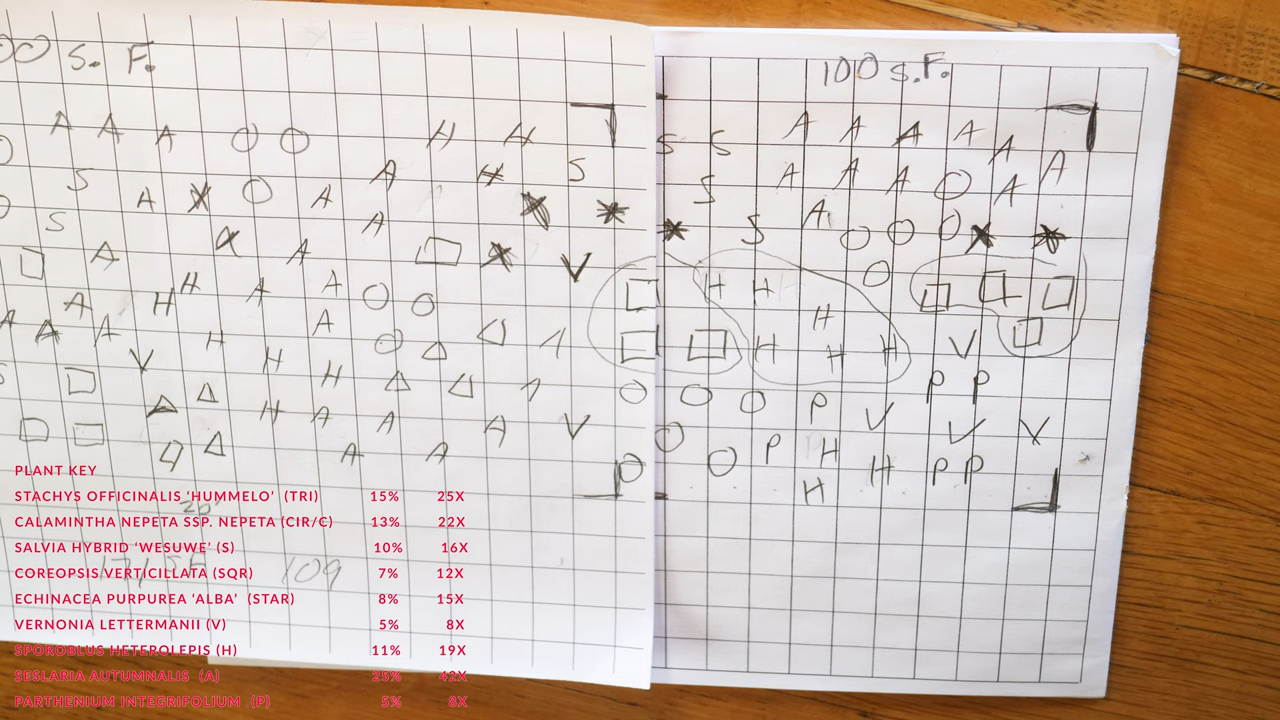 00 S. F.
A A A H H
S A A A H S
S A A A A V
A H H A A
A A A V H H A
S H
H A A A V
A A
100 S.F.
S S A A A A A A
S A A A A
S A
H H
H
H H H V
P P
P V V V
P H H P P
H
PLANT KEY
STACHYS OFFICINALIS ‘HUMMELO’ (TRI) 15% 25X
CALAMINTHA NEPETA SSP. NEPETA (CIR/C) 13% 22X
SALVIA HYBRID ‘WESUWE’ (S) 10% 16X
COREOPSIS VERTICILLATA (SQR) 7% 12X
109
ECHINACEA PURPUREA ‘ALBA’ (STAR) 8% 15X
VERNONIA LETTERMANII (V) 5% 8X
SPOROBLUS HETEROLEPIS (H) 11% 19X
SESLARIA AUTUMNALIS (A) 25% 42X
PARTHENIUM INTEGRIFOLIUM (P) 5% 8X